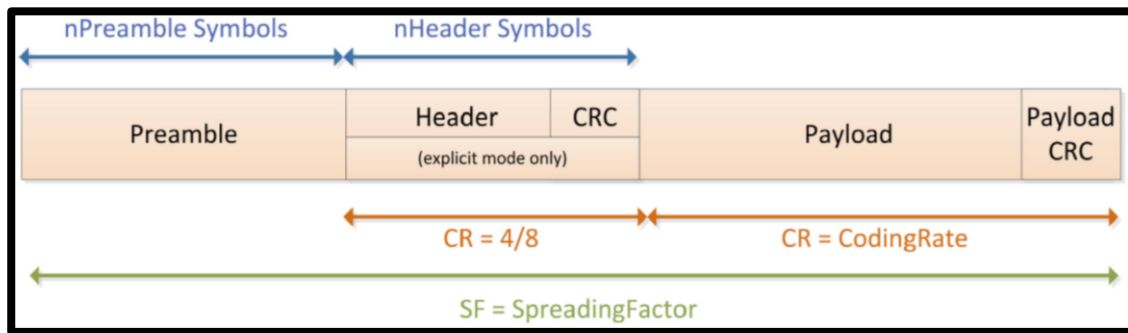 nPreamble Symbols
nHeader Symbols
Preamble
Header
CRC
(explicit mode only)
Payload
Payload
CRC
CR = 4/8
CR = CodingRate
SF = SpreadingFactor